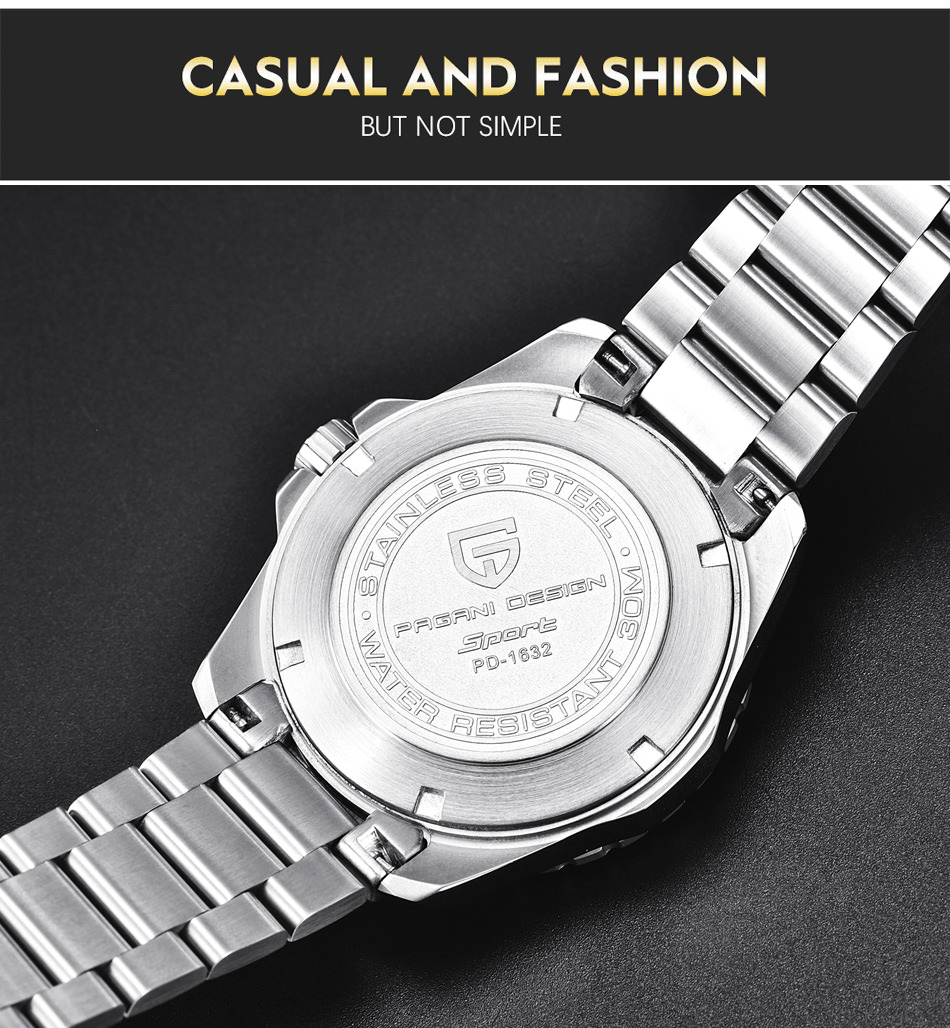 CASUAL AND FASHION
BUT NOT SIMPLE
· STAINLESS STEEL ·
PAGANI DESIGN
Sport
PD-1632
WATER RESISTANT 30M